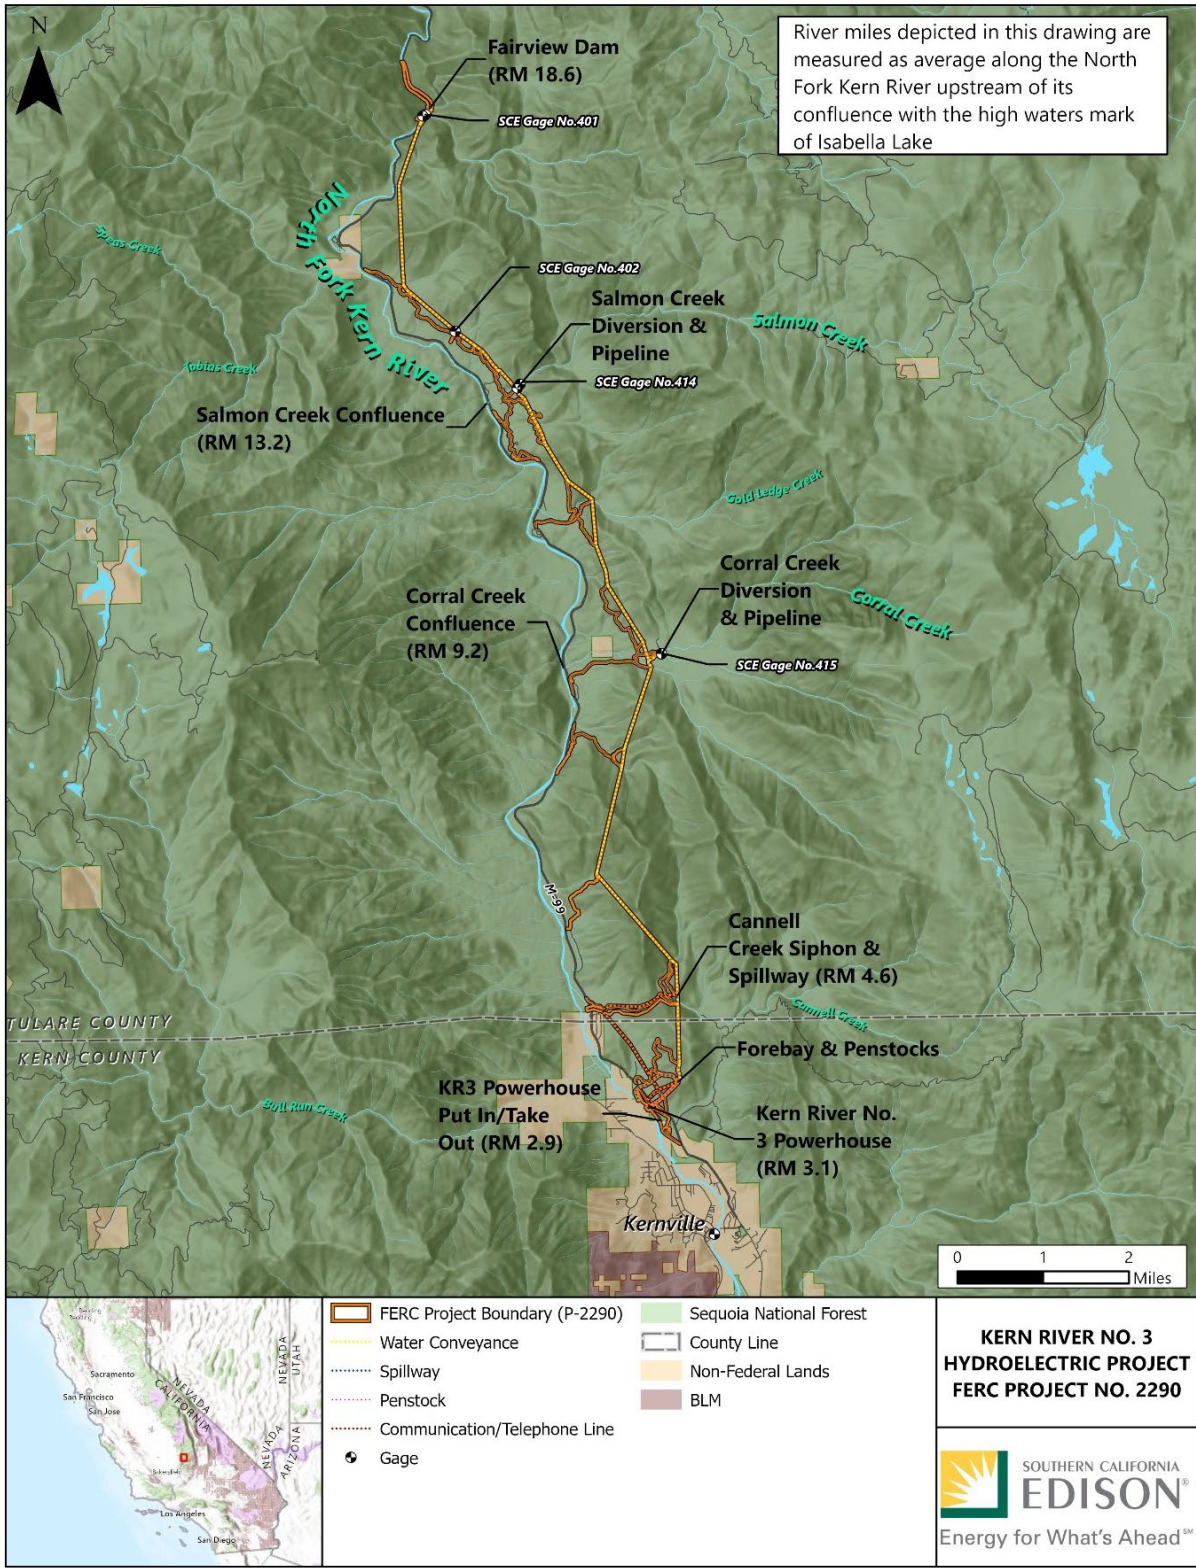 N
Fairview Dam
(RM 18.6)
SCE Gage No.401
River miles depicted in this drawing are
measured as average along the North
Fork Kern River upstream of its
confluence with the high waters mark
of Isabella Lake
North Fork Kern River
Speas Creek
SCE Gage No.402
Salmon Creek
Diversion &
Pipeline
Salmon Creek
Tobias Creek
SCE Gage No.414
Salmon Creek Confluence
(RM 13.2)
Gold Ledge Creek
Corral Creek
Diversion
& Pipeline
Corral Creek
Corral Creek
Confluence
(RM 9.2)
SCE Gage No.415
M-99
Cannell
Creek Siphon &
Spillway (RM 4.6)
Cannell Creek
TULARE COUNTY
KERN COUNTY
Forebay & Penstocks
KR3 Powerhouse
Put In/Take
Out (RM 2.9)
Bull Run Creek
Kern River No.
3 Powerhouse
(RM 3.1)
Kernville
0 1 2
Miles
Sacramento
San Francisco
San Jose
NEVADA
CALIFORNIA
NEVADA
UTAH
NEVADA
ARIZONA
Bakersfield
Los Angeles
San Diego
FERC Project Boundary (P-2290)
Water Conveyance
Spillway
Penstock
Communication/Telephone Line
Gage
Sequoia National Forest
County Line
Non-Federal Lands
BLM
KERN RIVER NO. 3
HYDROELECTRIC PROJECT
FERC PROJECT NO. 2290
SOUTHERN CALIFORNIA
EDISON®
Energy for What's Ahead℠